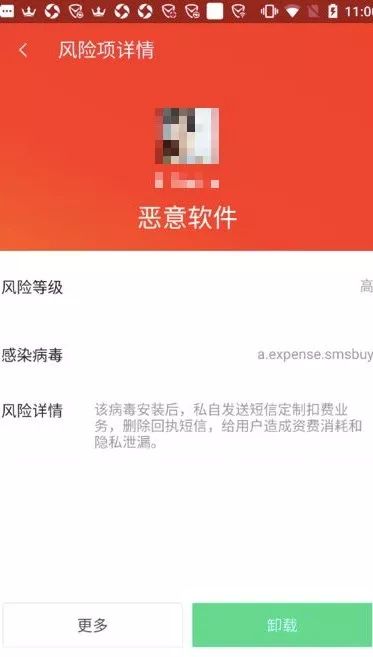 11:0
风险项详情
恶意软件
风险等级
高
感染病毒
a.expense.smsbuy
风险详情
该病毒安装后，私自发送短信定制扣费业
务，删除回执短信，给用户造成资费消耗和
隐私泄漏。
更多
卸载